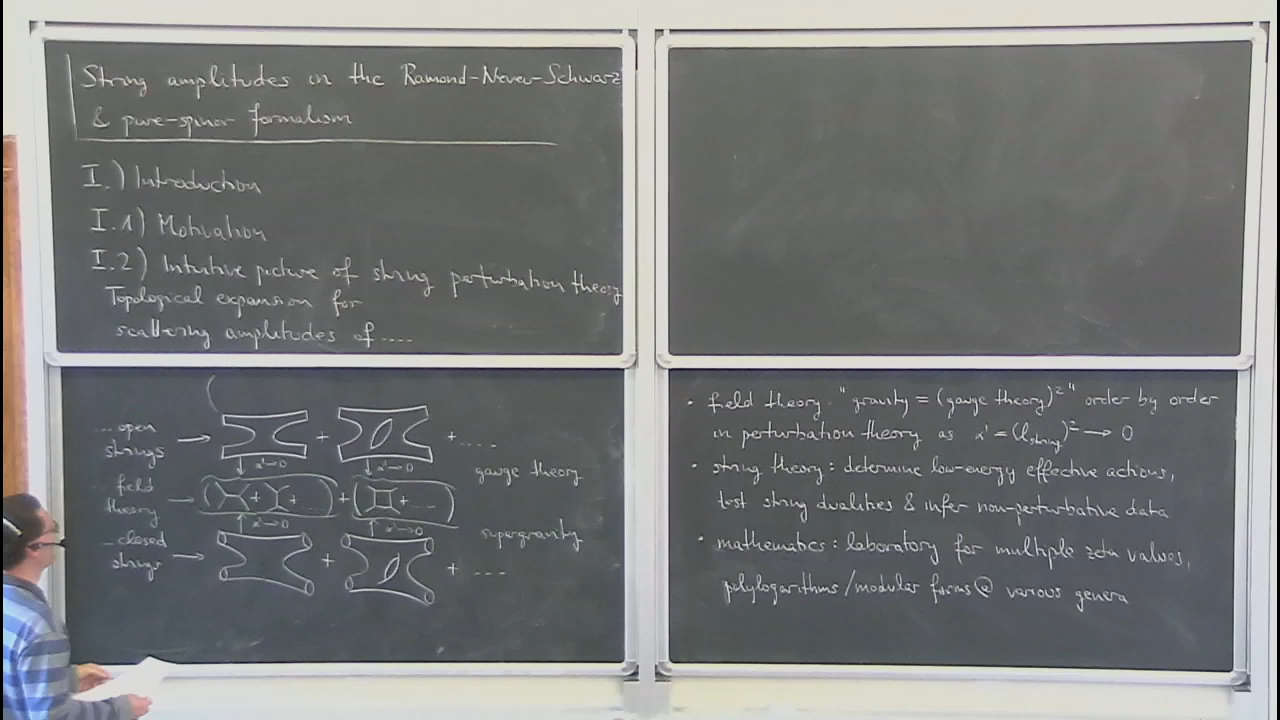 String amplitudes in the Ramond-Neveu-Schwarz
& pure-spinor formalism
I.) Introduction
I.1) Motivation
I.2) Intuitive picture of string perturbation theory
Topological expansion for
scattering amplitudes of ....
... open
strings → + + ....
α'→0 α'→0
gauge theory
... field
theory → ( + + .... ) + ( + .... )
α'→0 α'→0
supergravity
... closed
strings → + + ...
• field theory: "gravity = (gauge theory)²" order by order
in perturbation theory as α' = (l_string)² → 0
• string theory: determine low-energy effective actions,
test string dualities & infer non-perturbative data
• mathematics: laboratory for multiple zeta values,
polylogarithms/modular forms @ various genera